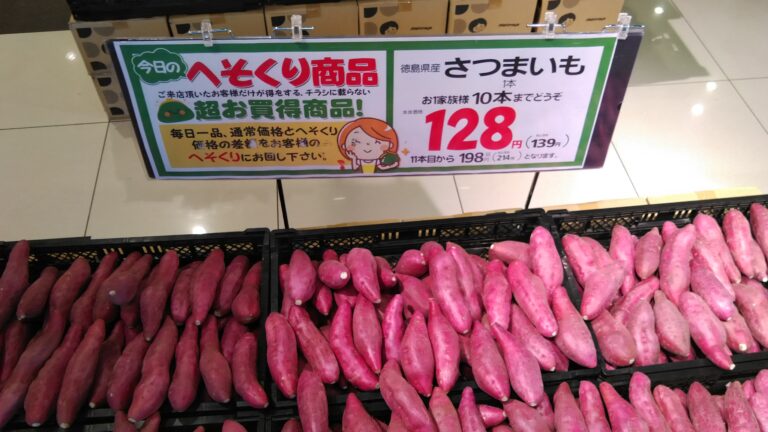 今日の へそくり商品
ご来店頂いたお客様だけが得をする、チラシに載らない
超お買得商品!
毎日一品、通常価格とへそくり
価格の差額をお客様の
へそくりにお回し下さい。
徳島県産 さつまいも
1本
お1家族様 10本までどうぞ
本体価格
128円(139円)
11本目から 198円(214円)となります。